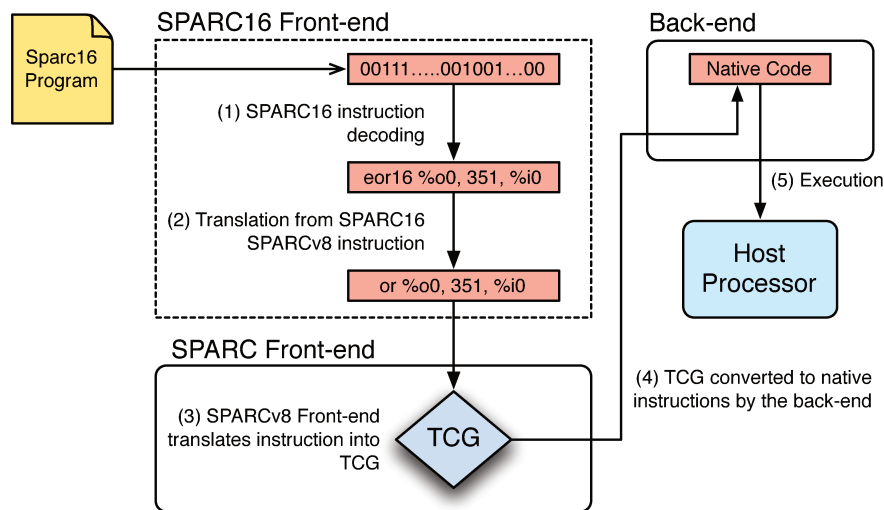 SPARC16 Front-end
Back-end
Sparc16
Program
00111.....001001...00
Native Code
(1) SPARC16 instruction
decoding
eor16 %o0, 351, %i0
(5) Execution
(2) Translation from SPARC16
SPARCv8 instruction
Host
Processor
or %o0, 351, %i0
SPARC Front-end
(4) TCG converted to native
instructions by the back-end
(3) SPARCv8 Front-end
translates instruction into
TCG
TCG